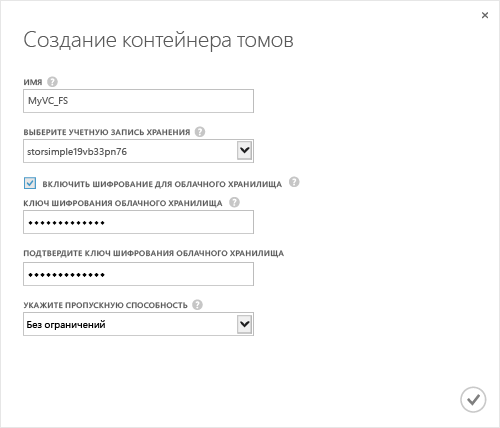 Создание контейнера томов
ИМЯ ?
MyVC_FS
ВЫБЕРИТЕ УЧЕТНУЮ ЗАПИСЬ ХРАНЕНИЯ ?
storsimple19vb33pn76
ВКЛЮЧИТЬ ШИФРОВАНИЕ ДЛЯ ОБЛАЧНОГО ХРАНИЛИЩА ?
КЛЮЧ ШИФРОВАНИЯ ОБЛАЧНОГО ХРАНИЛИЩА ?
•••••••••••••
ПОДТВЕРДИТЕ КЛЮЧ ШИФРОВАНИЯ ОБЛАЧНОГО ХРАНИЛИЩА
•••••••••••••
УКАЖИТЕ ПРОПУСКНУЮ СПОСОБНОСТЬ ?
Без ограничений